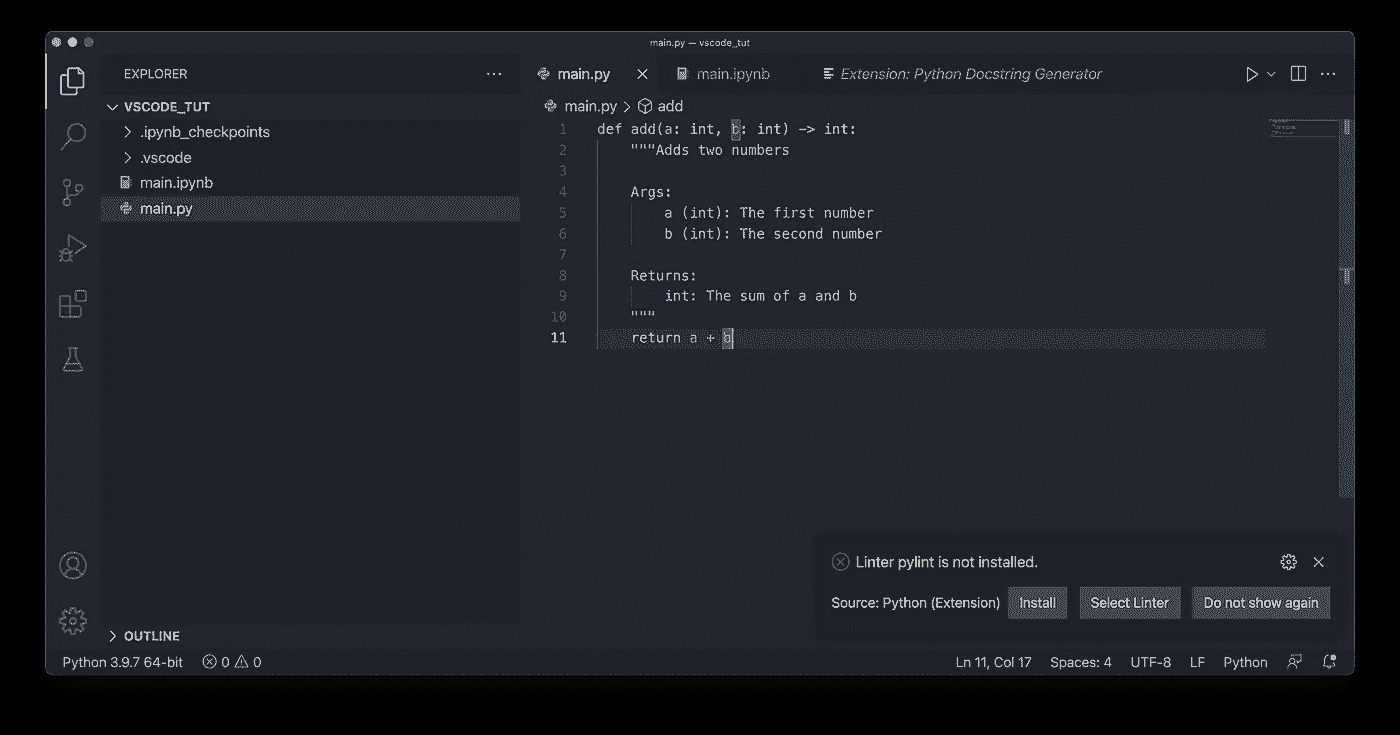 main.py — vscode_tut
EXPLORER
VSCODE_TUT
.ipynb_checkpoints
.vscode
main.ipynb
main.py
OUTLINE
main.py
main.ipynb
Extension: Python Docstring Generator
main.py > add
1 def add(a: int, b: int) -> int:
2 """Adds two numbers
3
4 Args:
5 a (int): The first number
6 b (int): The second number
7
8 Returns:
9 int: The sum of a and b
10 """
11 return a + b
Linter pylint is not installed.
Source: Python (Extension) Install Select Linter Do not show again
Python 3.9.7 64-bit 0 0 Ln 11, Col 17 Spaces: 4 UTF-8 LF Python